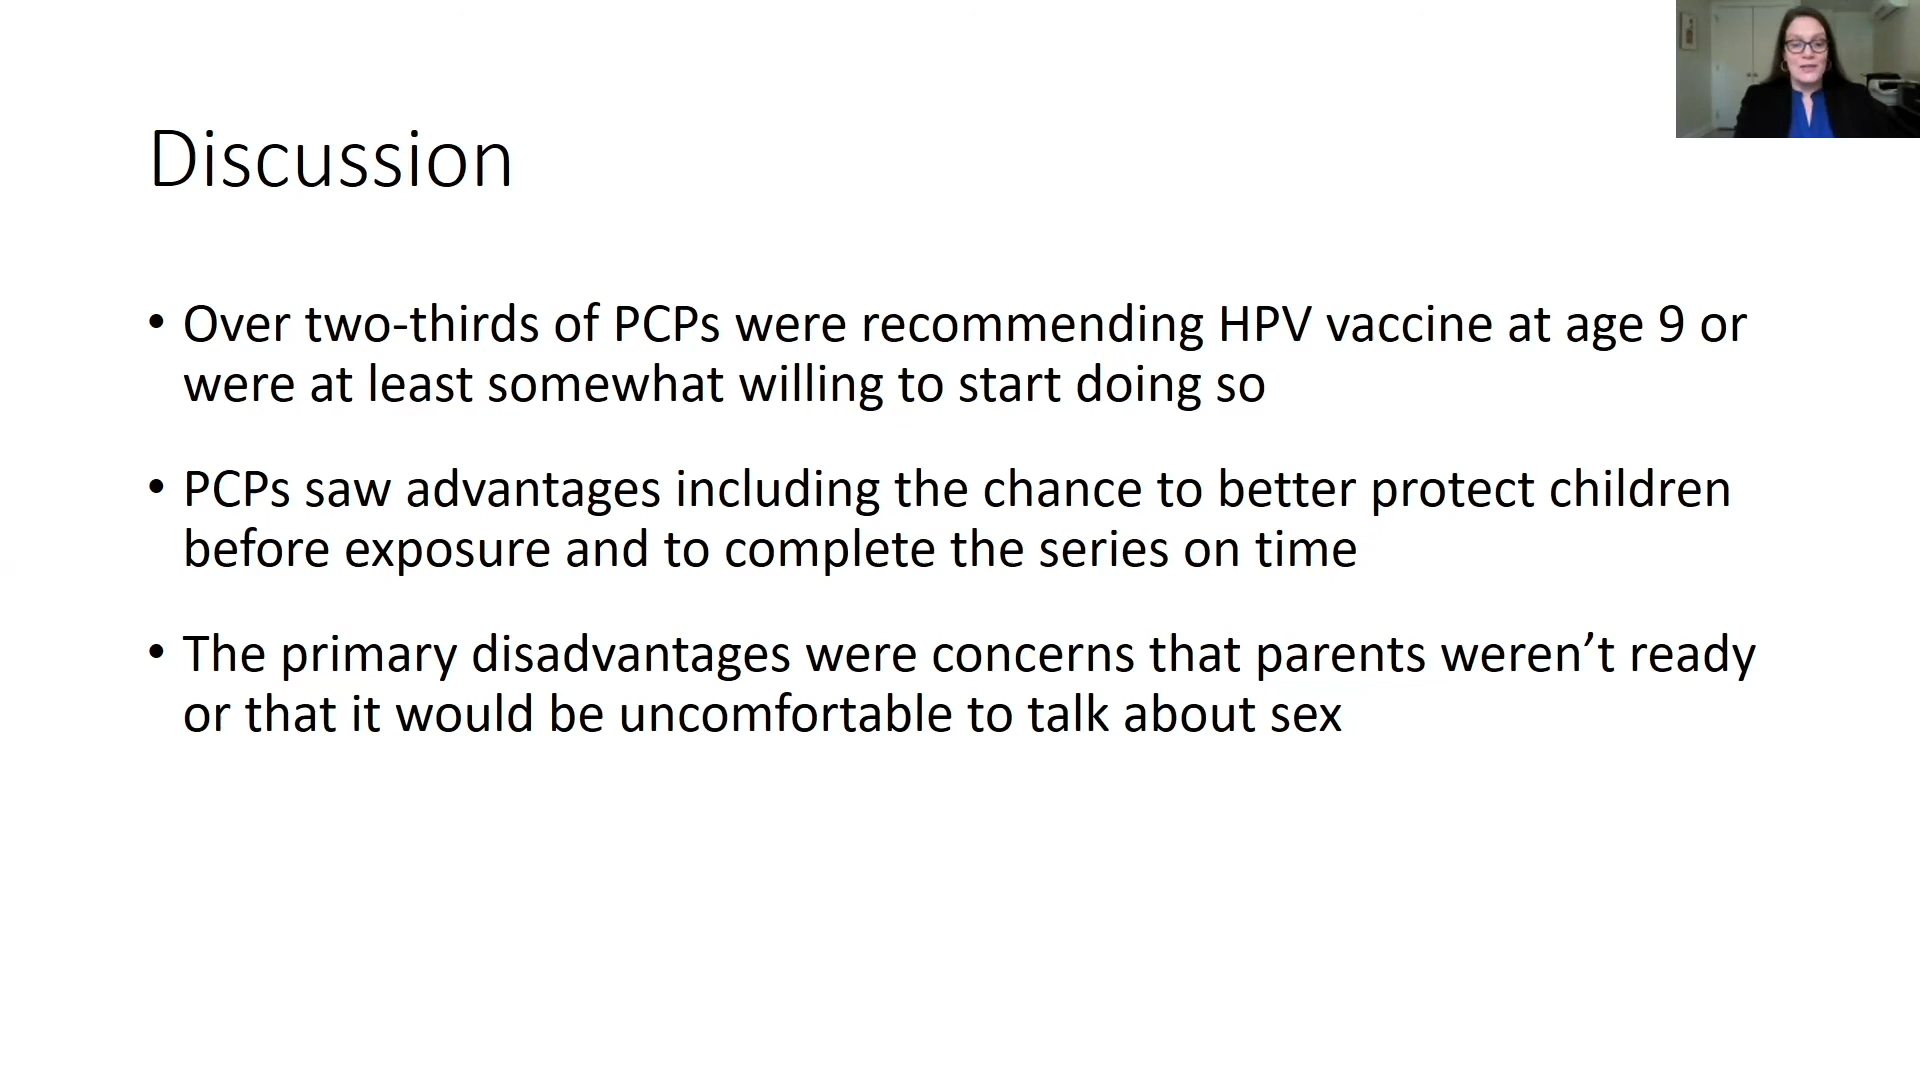 Discussion
• Over two-thirds of PCPs were recommending HPV vaccine at age 9 or
were at least somewhat willing to start doing so
• PCPs saw advantages including the chance to better protect children
before exposure and to complete the series on time
• The primary disadvantages were concerns that parents weren’t ready
or that it would be uncomfortable to talk about sex